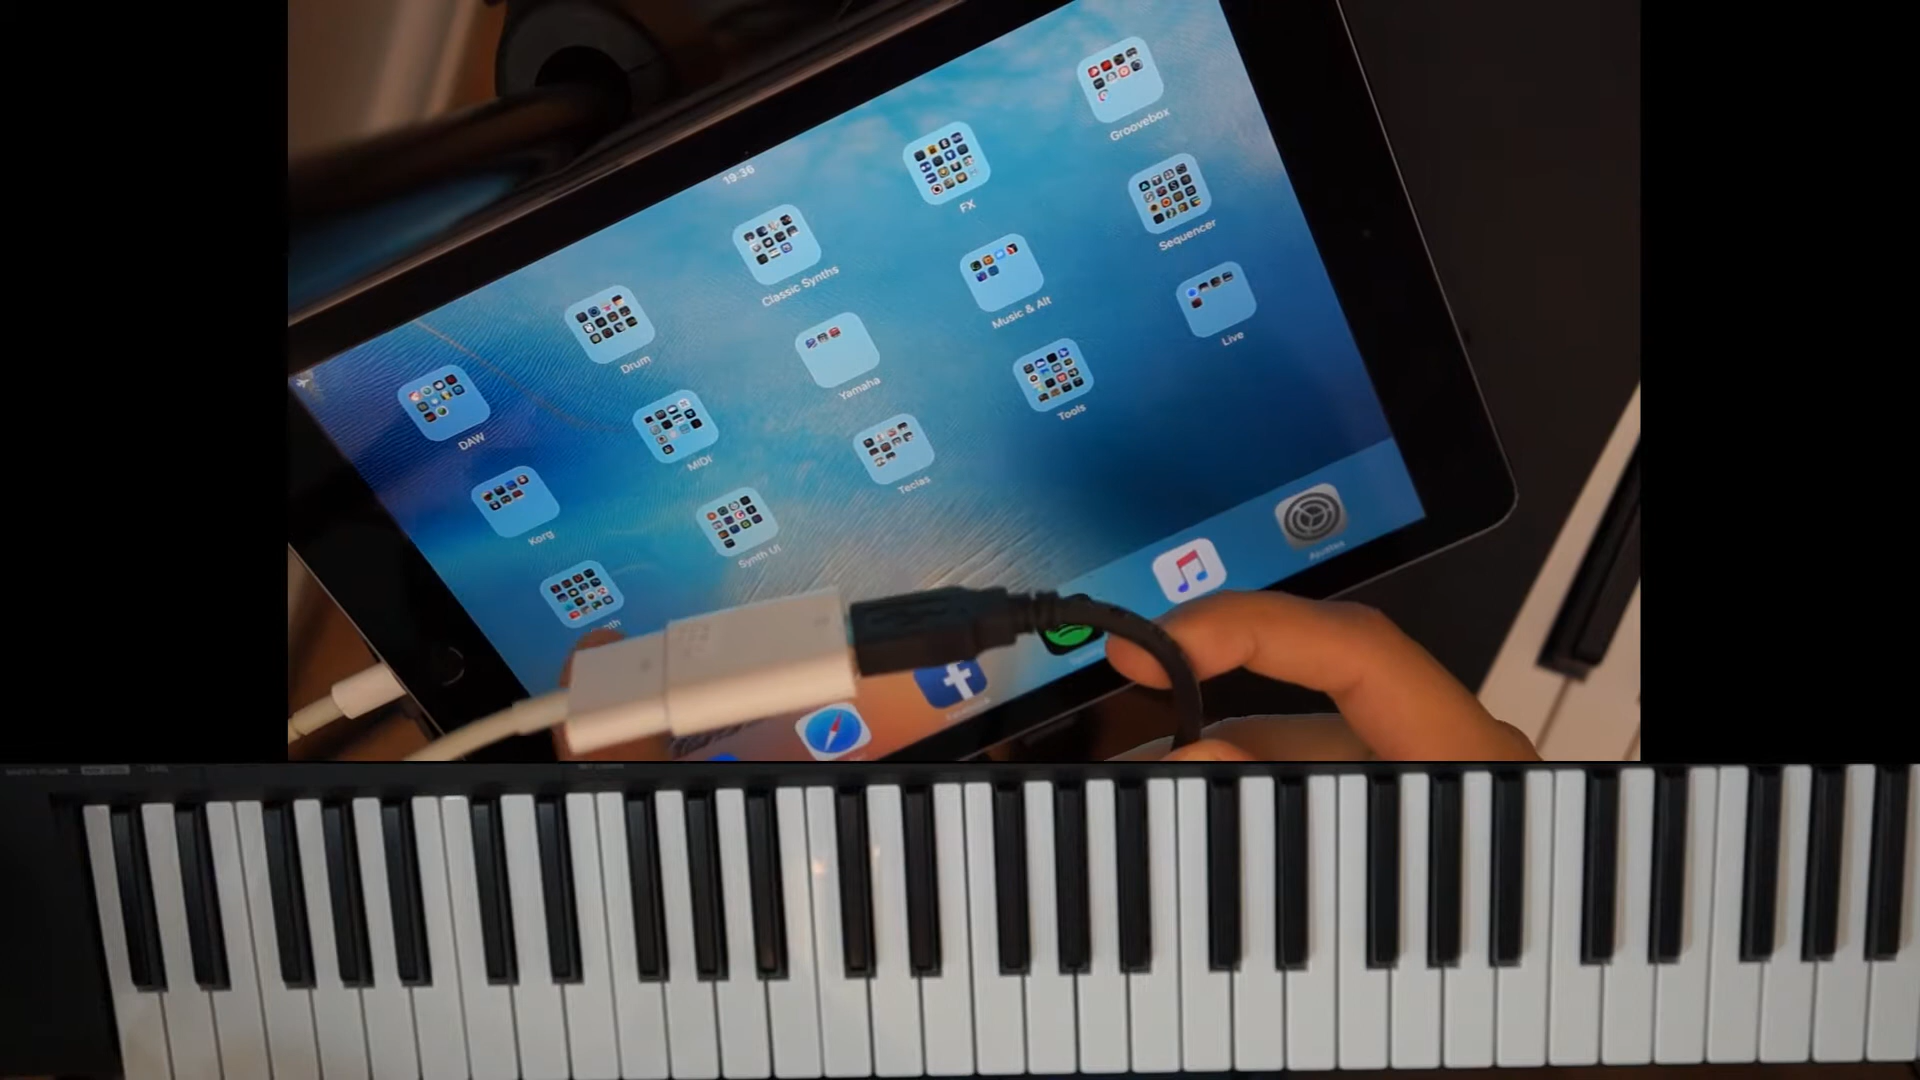 19:36
Groovebox
FX
Sequencer
Classic Synths
Music & Alt
Live
Drum
Yamaha
Tools
DAW
MIDI
Teclas
Korg
Synth UI
Ajustes